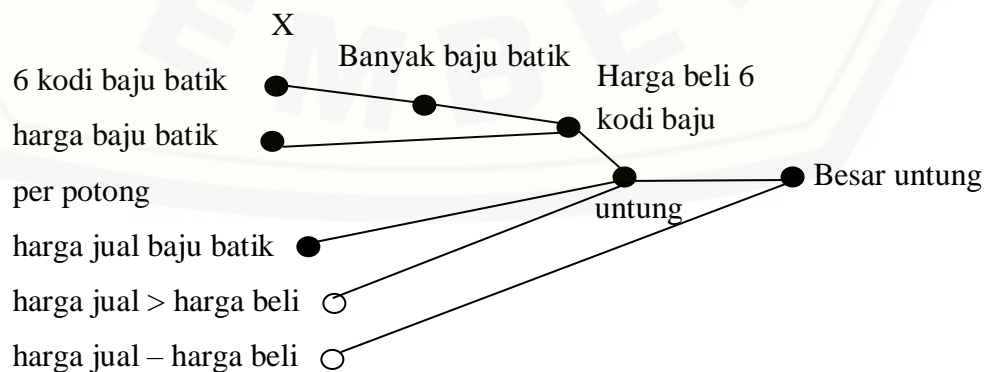 X
Banyak baju batik
6 kodi baju batik
Harga beli 6
kodi baju
harga baju batik
per potong
Besar untung
untung
harga jual baju batik
harga jual > harga beli
harga jual – harga beli